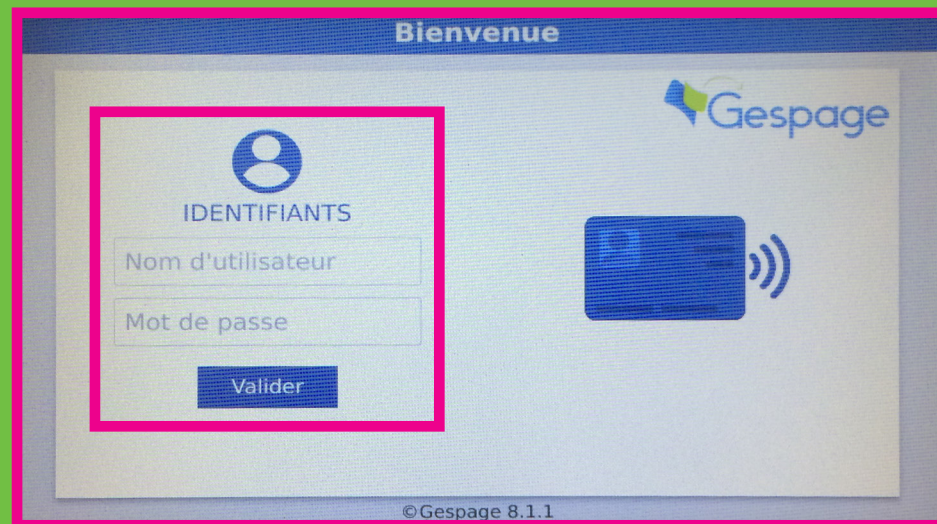 Bienvenue
Gespage
IDENTIFIANTS
Nom d'utilisateur
Mot de passe
Valider
©Gespage 8.1.1